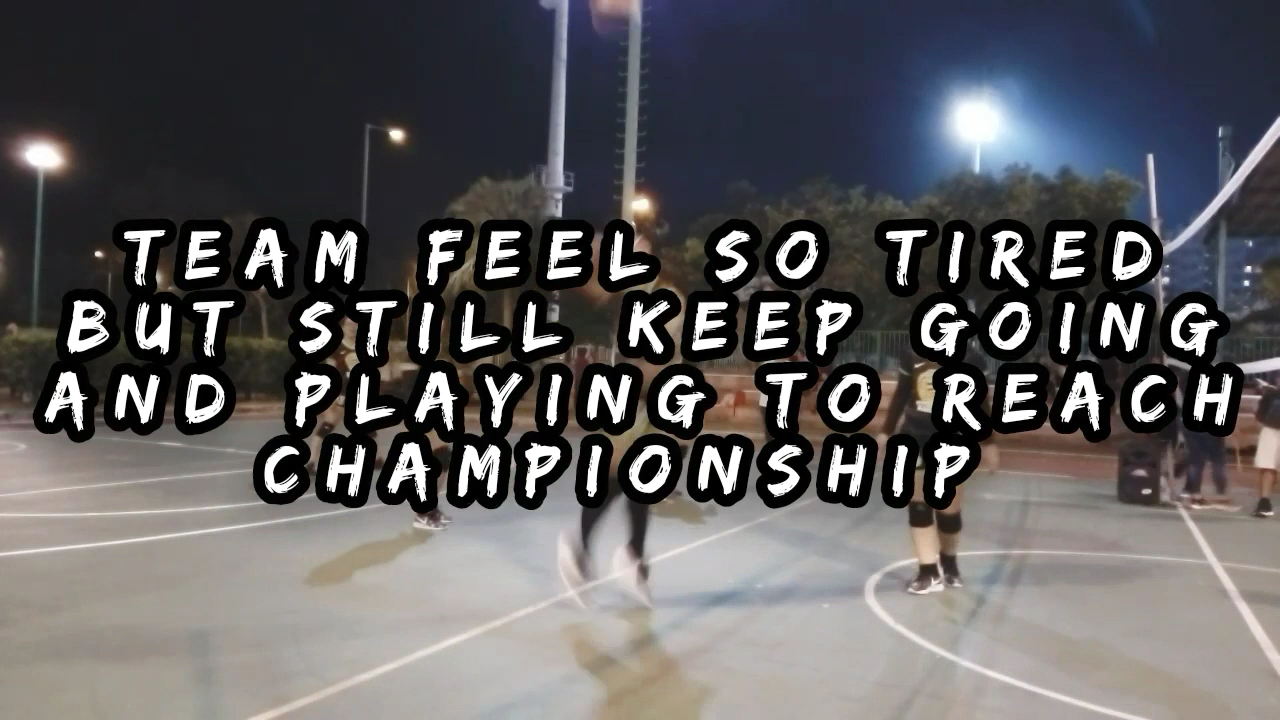 TEAM FEEL SO TIRED
BUT STILL KEEP GOING
AND PLAYING TO REACH
CHAMPIONSHIP